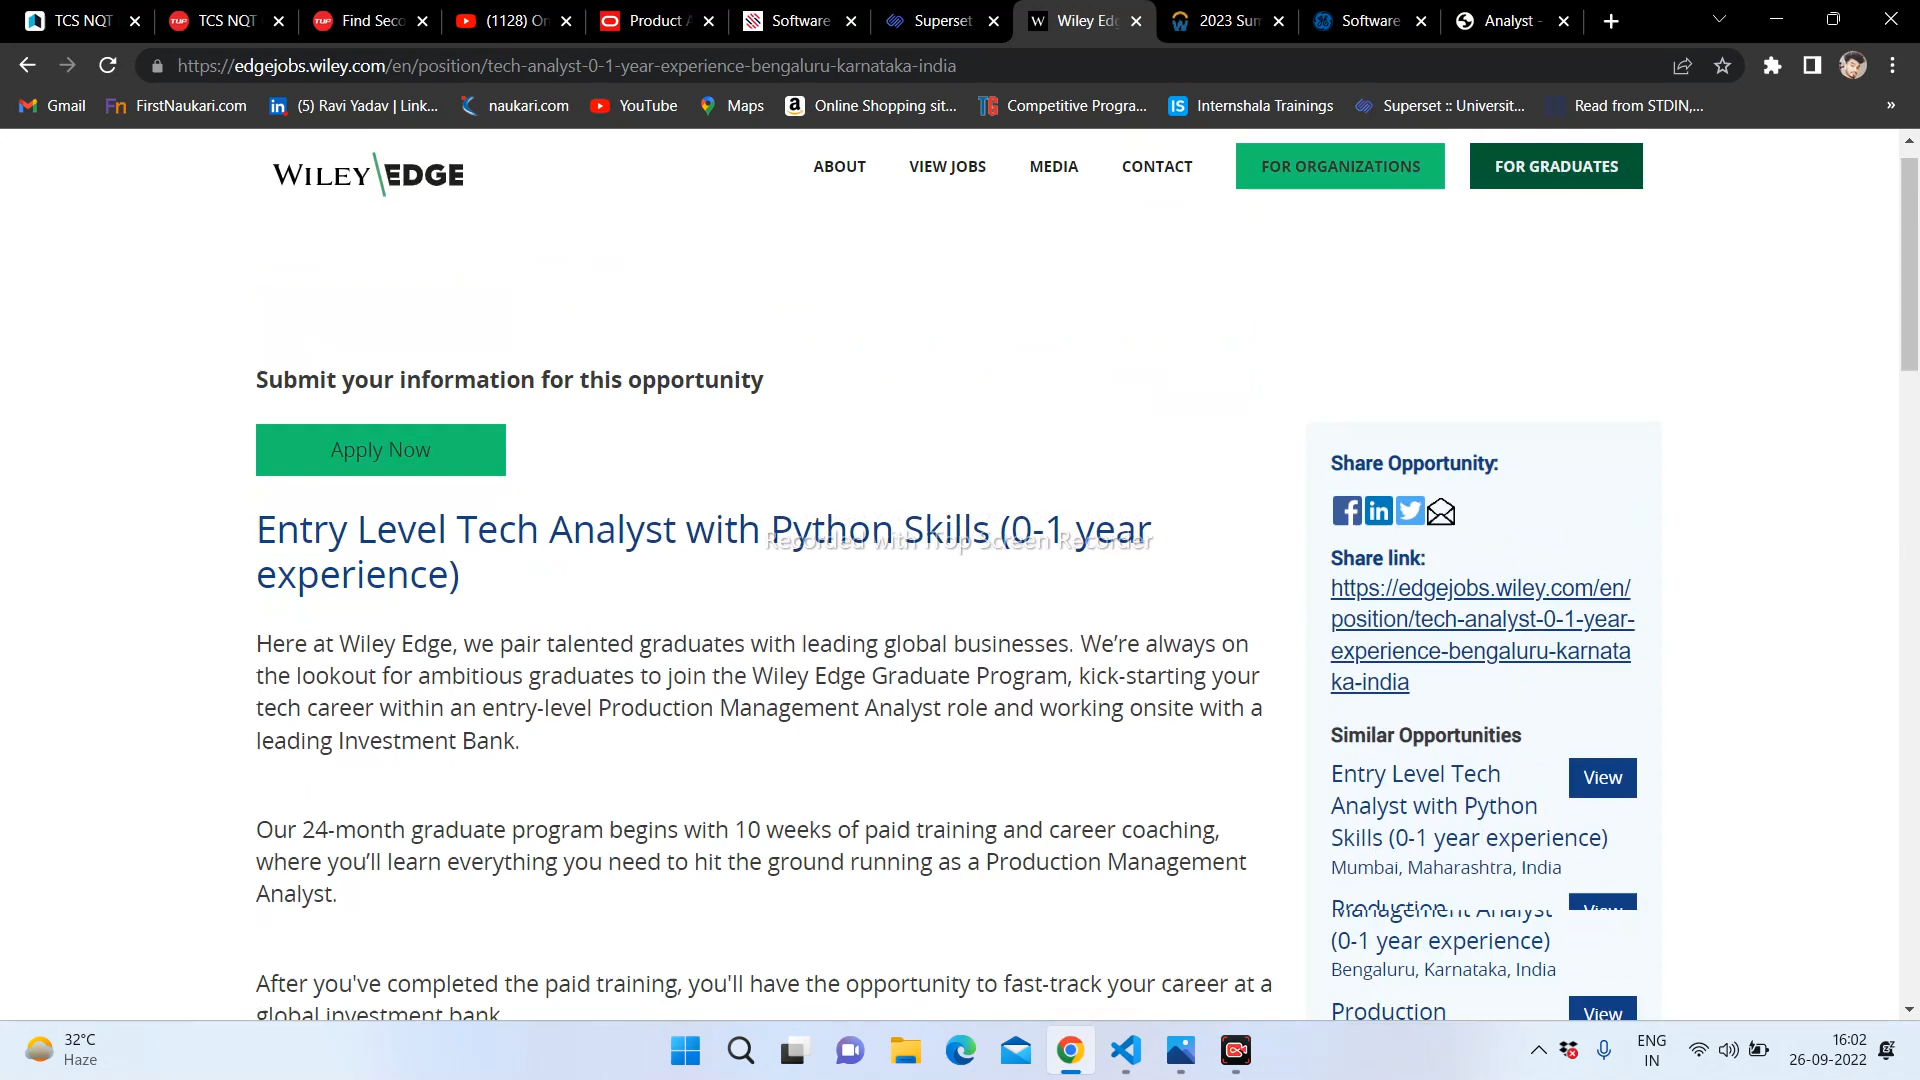 TCS NQT
TCS NQT
Find Seco
(1128) On
Product A
Software
Superset
Wiley Edg
2023 Sum
Software
Analyst -
https://edgejobs.wiley.com/en/position/tech-analyst-0-1-year-experience-bengaluru-karnataka-india
Gmail
FirstNaukari.com
(5) Ravi Yadav | Link...
naukari.com
YouTube
Maps
Online Shopping sit...
Competitive Progra...
Internshala Trainings
Superset :: Universit...
Read from STDIN,...
»
WILEY EDGE
ABOUT
VIEW JOBS
MEDIA
CONTACT
FOR ORGANIZATIONS
FOR GRADUATES
Submit your information for this opportunity
Apply Now
Entry Level Tech Analyst with Python Skills (0-1 year
experience)
Recorded with iTop Screen Recorder
Here at Wiley Edge, we pair talented graduates with leading global businesses. We’re always on
the lookout for ambitious graduates to join the Wiley Edge Graduate Program, kick-starting your
tech career within an entry-level Production Management Analyst role and working onsite with a
leading Investment Bank.
Our 24-month graduate program begins with 10 weeks of paid training and career coaching,
where you’ll learn everything you need to hit the ground running as a Production Management
Analyst.
After you've completed the paid training, you'll have the opportunity to fast-track your career at a
global investment bank
Share Opportunity:
Share link:
https://edgejobs.wiley.com/en/
position/tech-analyst-0-1-year-
experience-bengaluru-karnata
ka-india
Similar Opportunities
Entry Level Tech
Analyst with Python
Skills (0-1 year experience)
View
Mumbai, Maharashtra, India
Production
View
Management Analyst
(0-1 year experience)
Bengaluru, Karnataka, India
Production
View
32°C
Haze
ENG
IN
16:02
26-09-2022